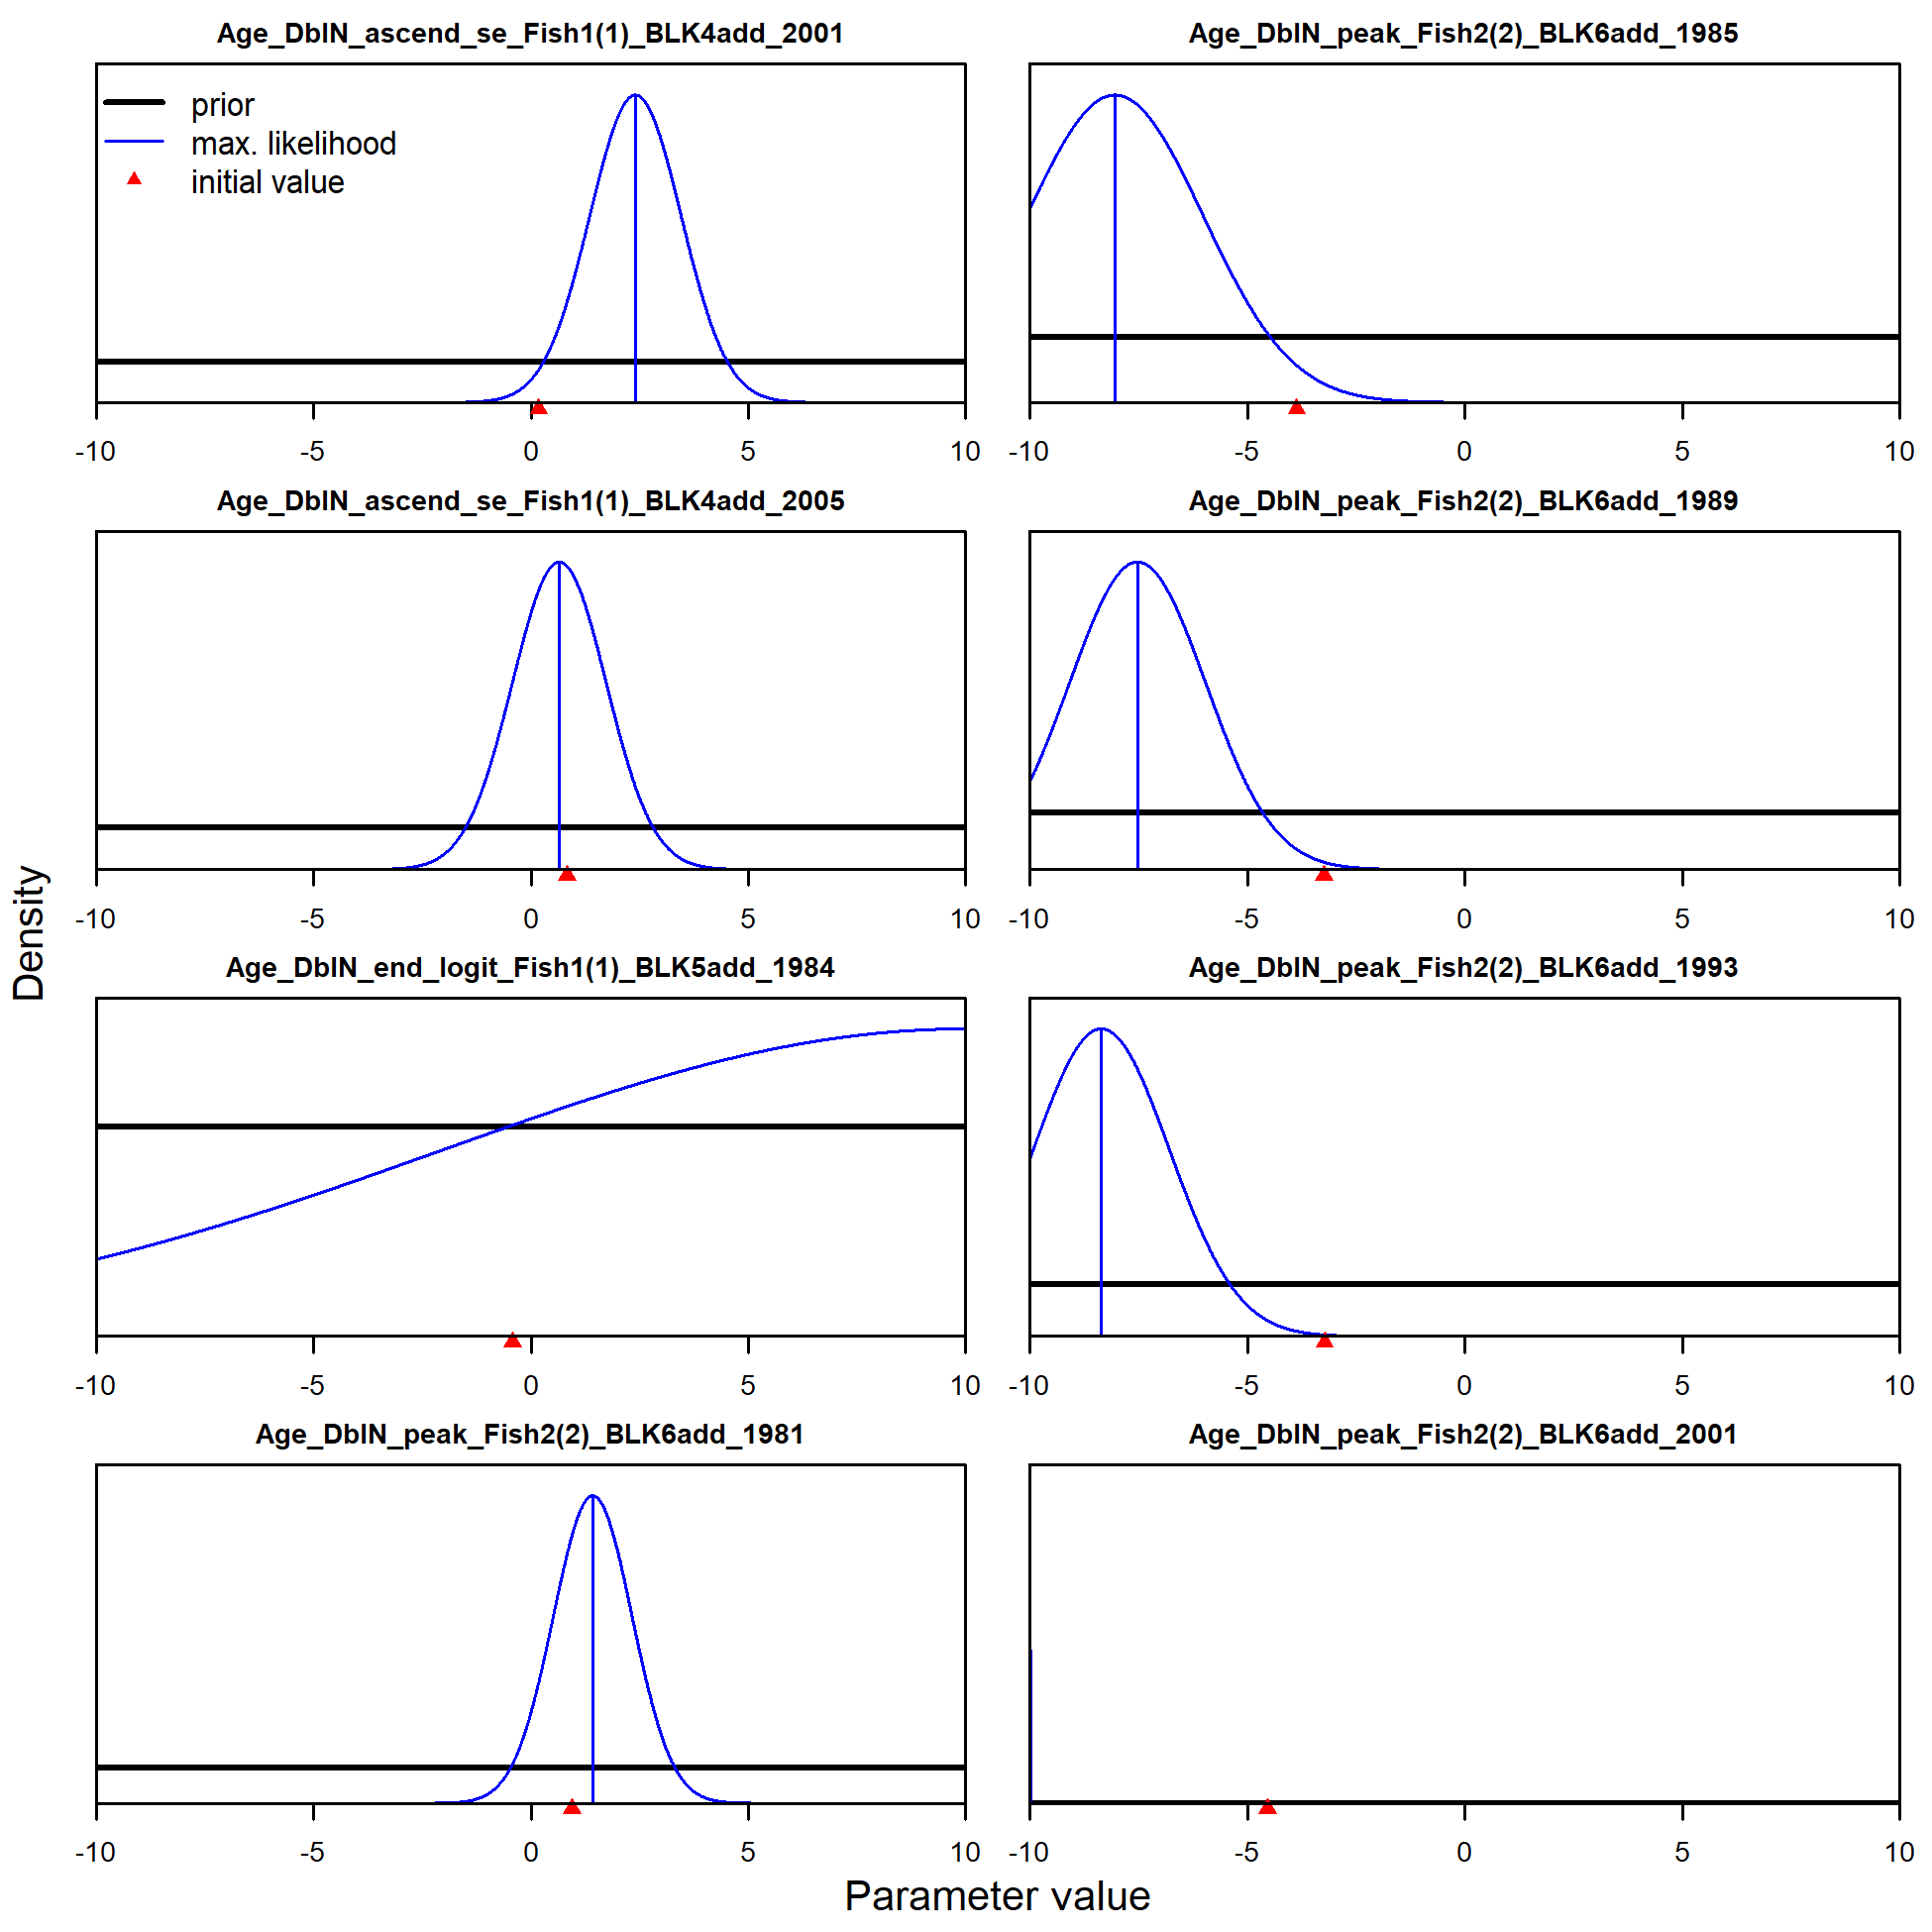 Age_DblN_ascend_se_Fish1(1)_BLK4add_2001
prior
max. likelihood
initial value
-10 -5 0 5 10
Age_DblN_peak_Fish2(2)_BLK6add_1985
-10 -5 0 5 10
Age_DblN_ascend_se_Fish1(1)_BLK4add_2005
-10 -5 0 5 10
Age_DblN_peak_Fish2(2)_BLK6add_1989
-10 -5 0 5 10
Age_DblN_end_logit_Fish1(1)_BLK5add_1984
-10 -5 0 5 10
Age_DblN_peak_Fish2(2)_BLK6add_1993
-10 -5 0 5 10
Age_DblN_peak_Fish2(2)_BLK6add_1981
-10 -5 0 5 10
Age_DblN_peak_Fish2(2)_BLK6add_2001
-10 -5 0 5 10
Density
Parameter value